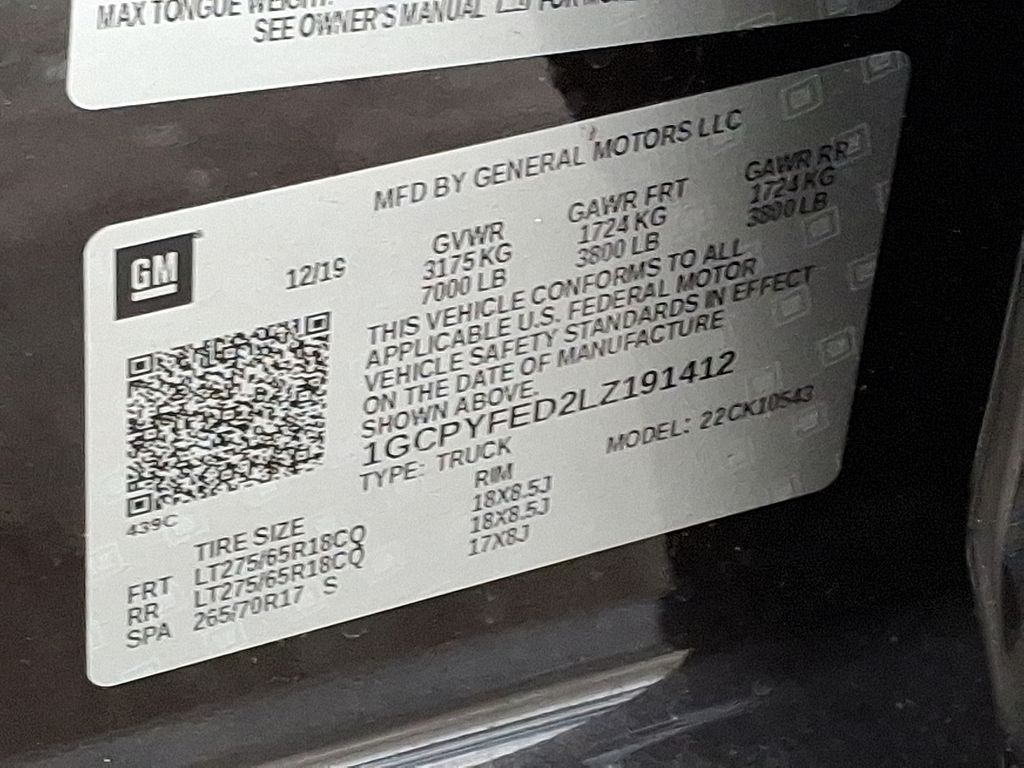 MAX TONGUE WEIGHT:
SEE OWNER'S MANUAL FOR
MFD BY GENERAL MOTORS LLC
GM
12/19
GVWR GAWR FRT GAWR RR
3175 KG 1724 KG 1724 KG
7000 LB 3800 LB 3800 LB
THIS VEHICLE CONFORMS TO ALL
APPLICABLE U.S. FEDERAL MOTOR
VEHICLE SAFETY STANDARDS IN EFFECT
ON THE DATE OF MANUFACTURE
SHOWN ABOVE.
1GCPYFED2LZ191412
TYPE: TRUCK MODEL: 22CK10543
439C
TIRE SIZE RIM
FRT LT275/65R18CQ 18X8.5J
RR LT275/65R18CQ 18X8.5J
SPA 265/70R17 S 17X8J